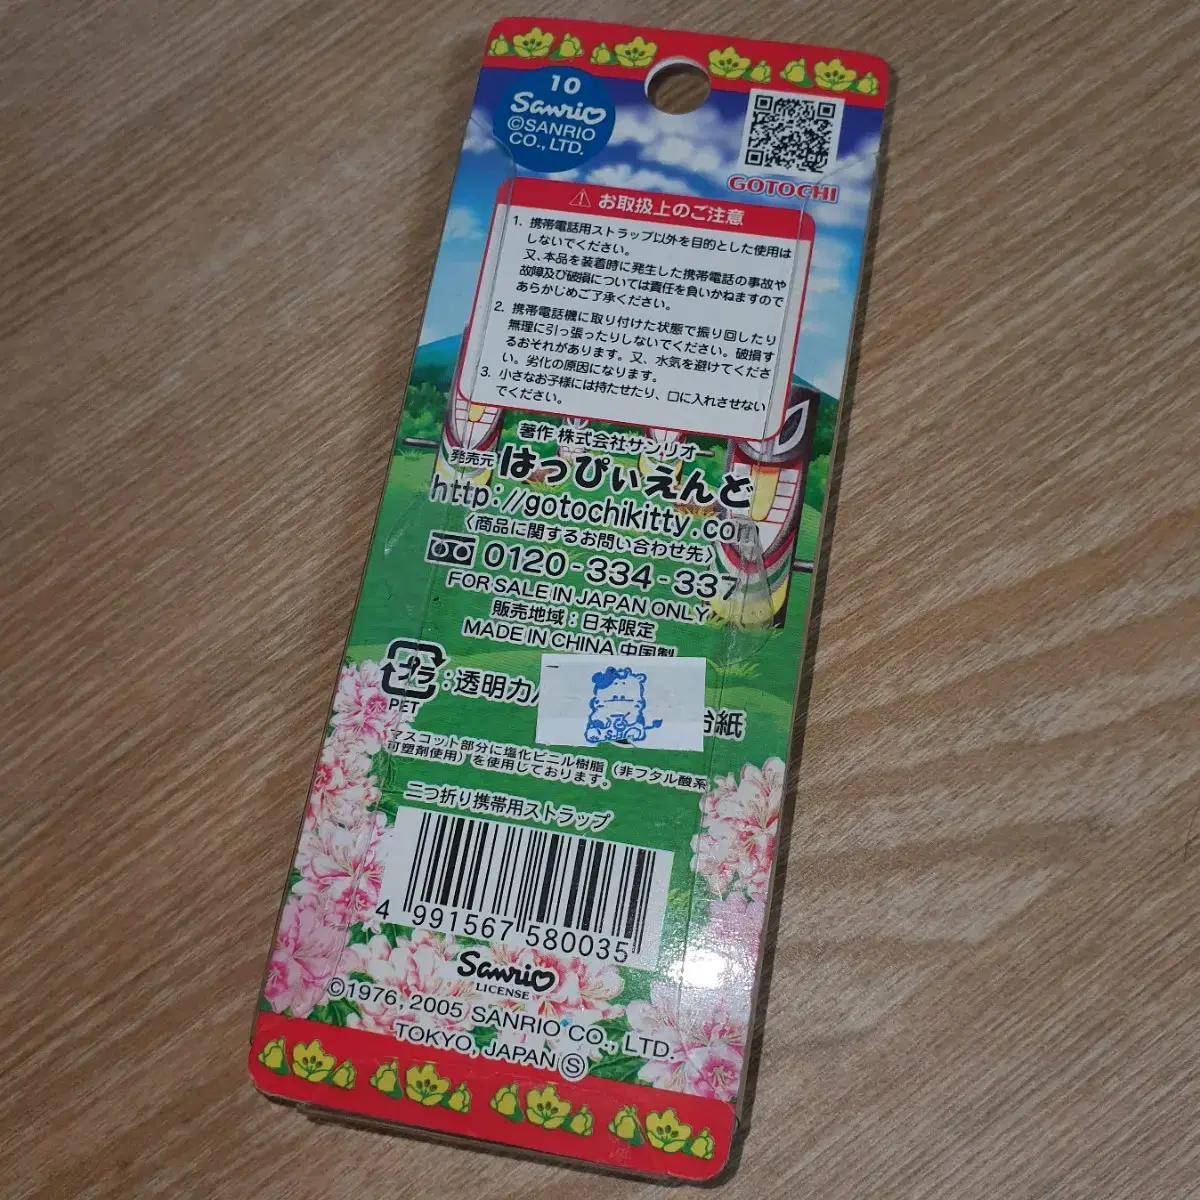 10
Sanrio
©SANRIO
CO., LTD.
GOTOCHI
⚠ お取扱上のご注意
1. 携帯電話用ストラップ以外を目的とした使用は
しないでください。
又、本品を装着時に発生した携帯電話の事故や
故障及び破損については責任を負いかねますので
あらかじめご了承ください。
2. 携帯電話機に取り付けた状態で振り回したり
無理に引っ張ったりしないでください。破損す
るおそれがあります。又、水気を避けてくださ
い。劣化の原因になります。
3. 小さなお子様には持たせたり、口に入れさせない
でください。
著作 株式会社サンリオ
発売元 はっぴぃえんど
http://gotochikitty.com
〈商品に関するお問い合わせ先〉
0120-334-337
FOR SALE IN JAPAN ONLY
販売地域：日本限定
MADE IN CHINA 中国製
プラ
PET
：透明カ
台紙
マスコット部分に塩化ビニール樹脂（非フタル酸系
可塑剤使用）を使用しております。
二つ折り携帯用ストラップ
4 991567 580035
Sanrio
LICENSE
©1976, 2005 SANRIO CO., LTD.
TOKYO, JAPAN Ⓢ